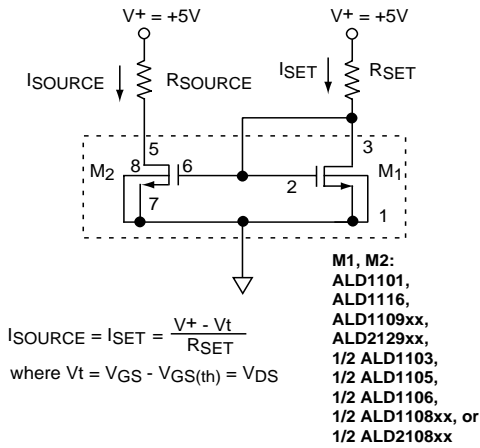 V+ = +5V
V+ = +5V
ISOURCE
RSOURCE
ISET
RSET
5
3
M2
8
6
2
M1
7
1
M1, M2:
ALD1101,
ALD1116,
ALD1109xx,
ALD2129xx,
1/2 ALD1103,
1/2 ALD1105,
1/2 ALD1106,
1/2 ALD1108xx, or
1/2 ALD2108xx
ISOURCE = ISET = V+ - Vt / RSET
where Vt = VGS - VGS(th) = VDS